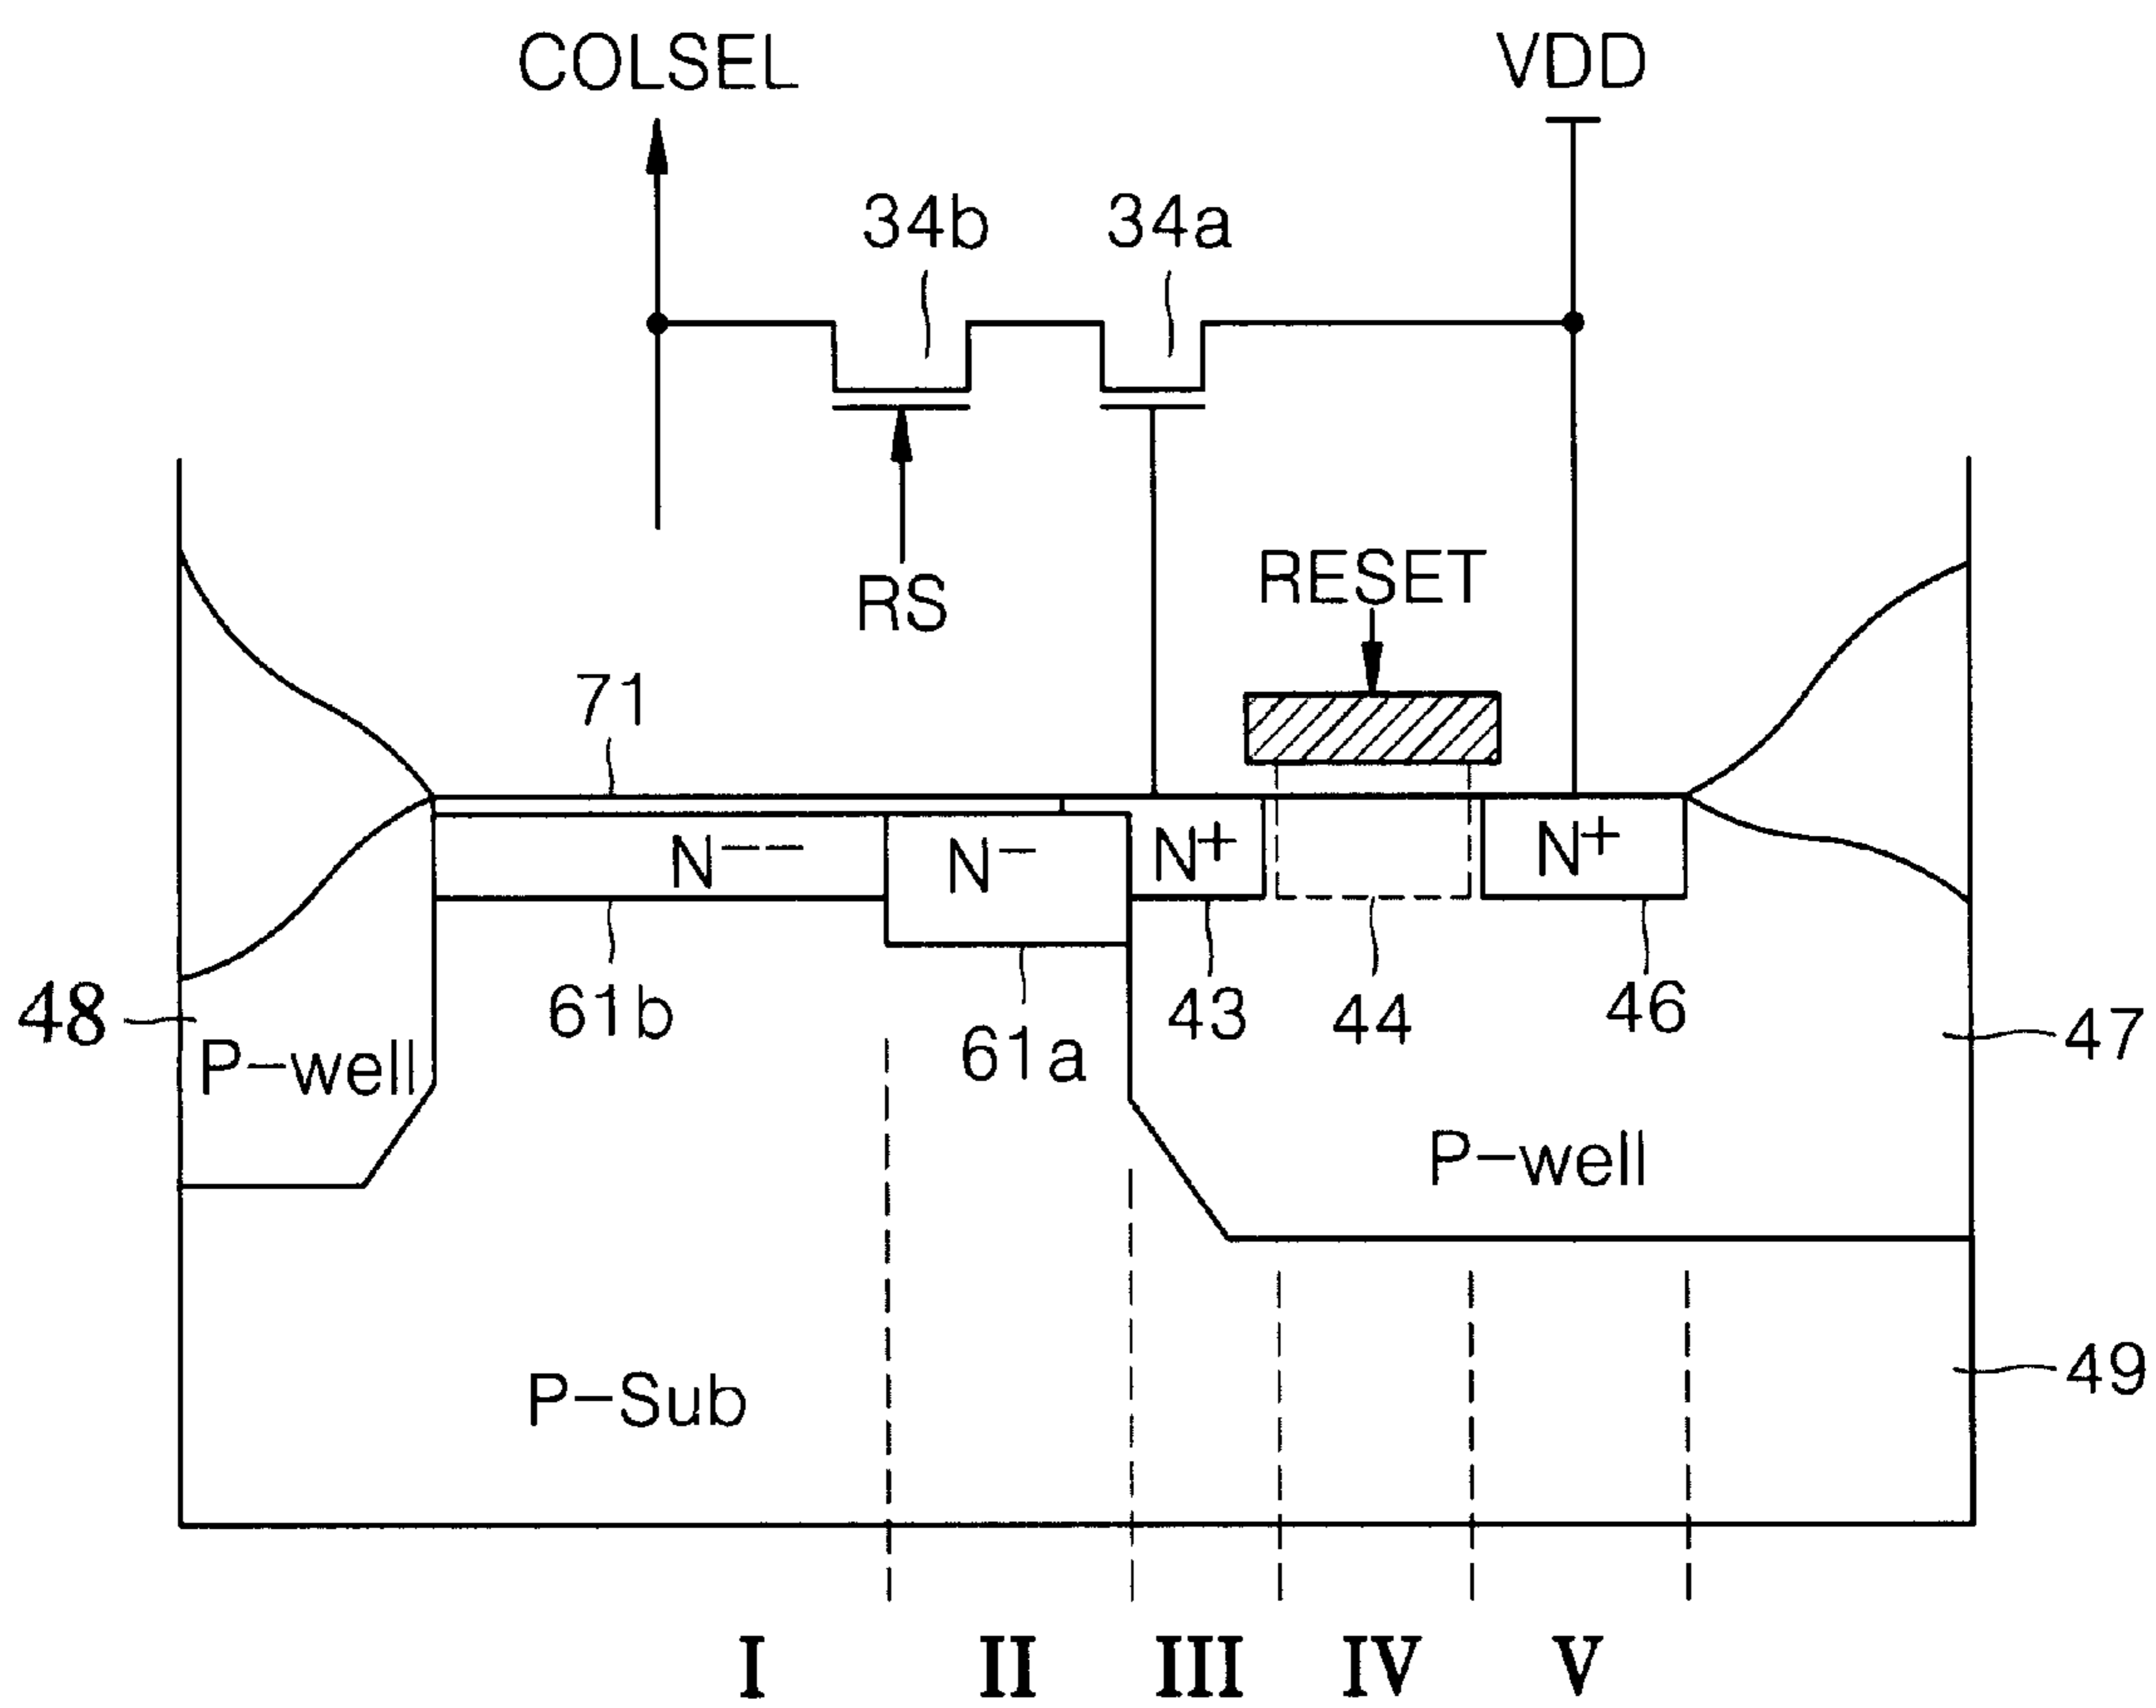 COLSEL VDD
34b 34a
RS RESET
71
N−− N− N+ N+
61b 61a 43 44 46
48 47
P−well
P−well
P−Sub 49
I II III IV V